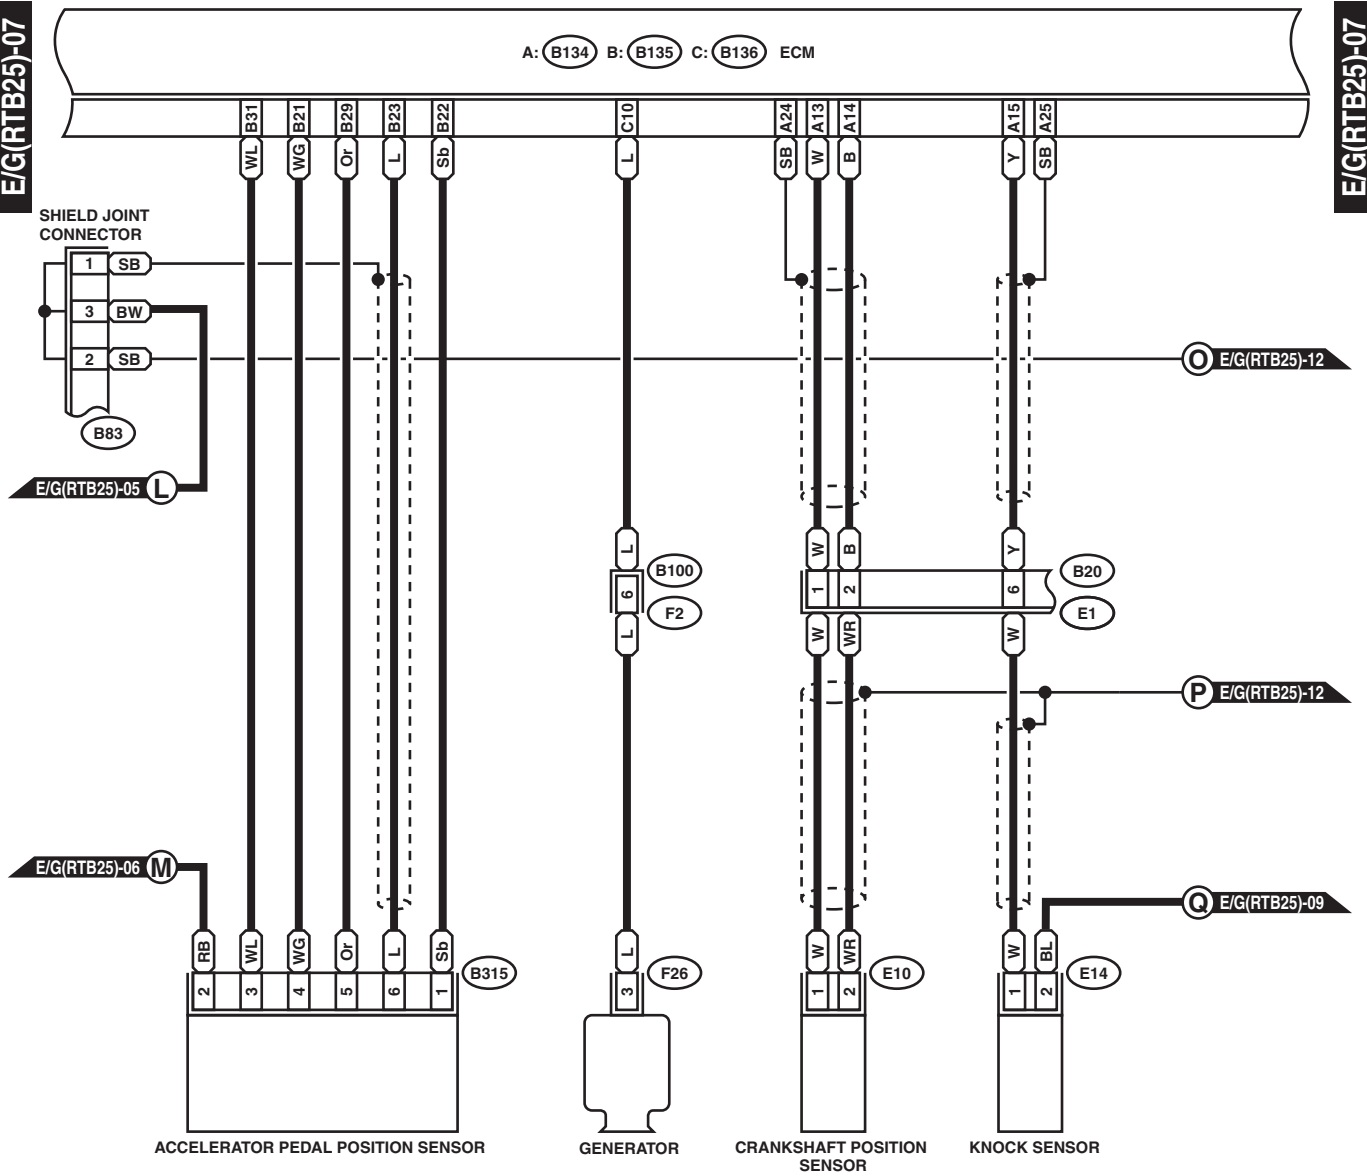 E/G(RTB25)-07
E/G(RTB25)-07
A: B134 B: B135 C: B136 ECM
B31 B21 B29 B23 B22 C10 A24 A13 A14 A15 A25
WL WG Or L Sb L SB W B Y SB
SHIELD JOINT
CONNECTOR
1 SB
3 BW
2 SB
O E/G(RTB25)-12
B83
E/G(RTB25)-05 L
L W B Y
B100 B20
6 1 2 6
F2 E1
L W WR W
P E/G(RTB25)-12
E/G(RTB25)-06 M
Q E/G(RTB25)-09
RB WL WG Or L Sb L W WR W BL
B315 F26 E10 E14
2 3 4 5 6 1 3 1 2 1 2
ACCELERATOR PEDAL POSITION SENSOR
GENERATOR
CRANKSHAFT POSITION
SENSOR
KNOCK SENSOR